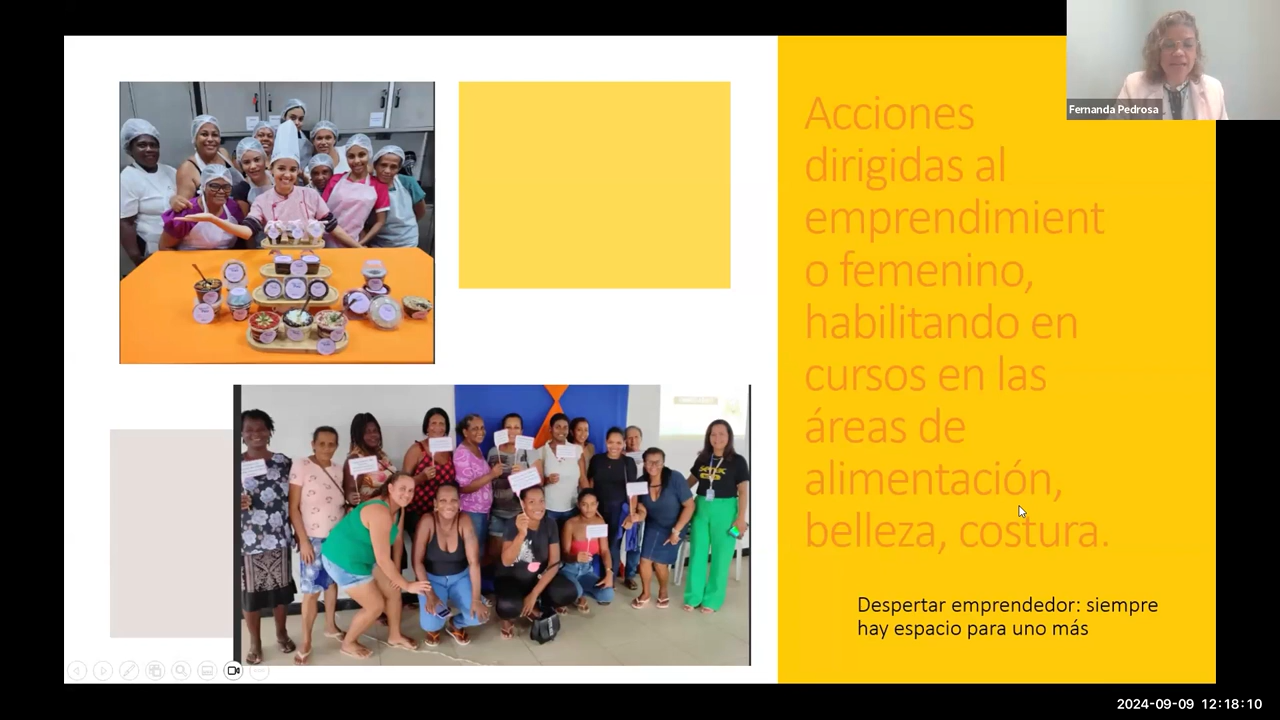 Fernanda Pedrosa
Acciones
dirigidas al
emprendimient
o femenino,
habilitando en
cursos en las
áreas de
alimentación,
belleza, costura.
Despertar emprendedor: siempre
hay espacio para uno más
2024-09-09 12:18:10